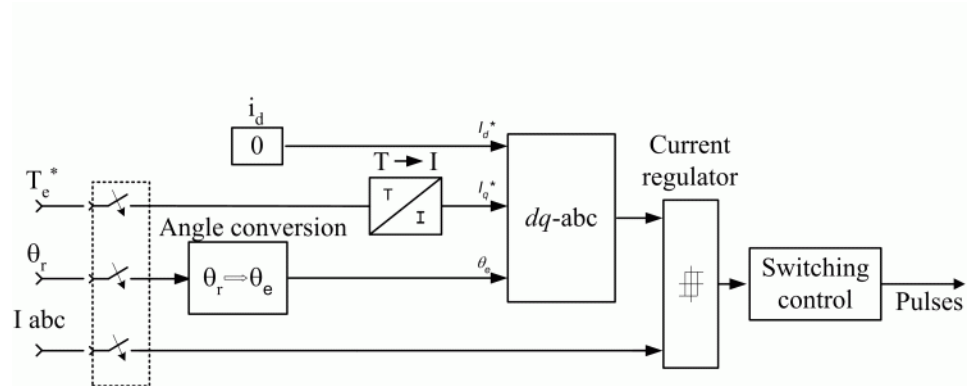 i_d
0
I_d*
T → I
Current
regulator
T_e*
T
I
I_q*
dq-abc
Angle conversion
θ_r
θ_r ⇒ θ_e
θ_e
Switching
control
Pulses
I abc